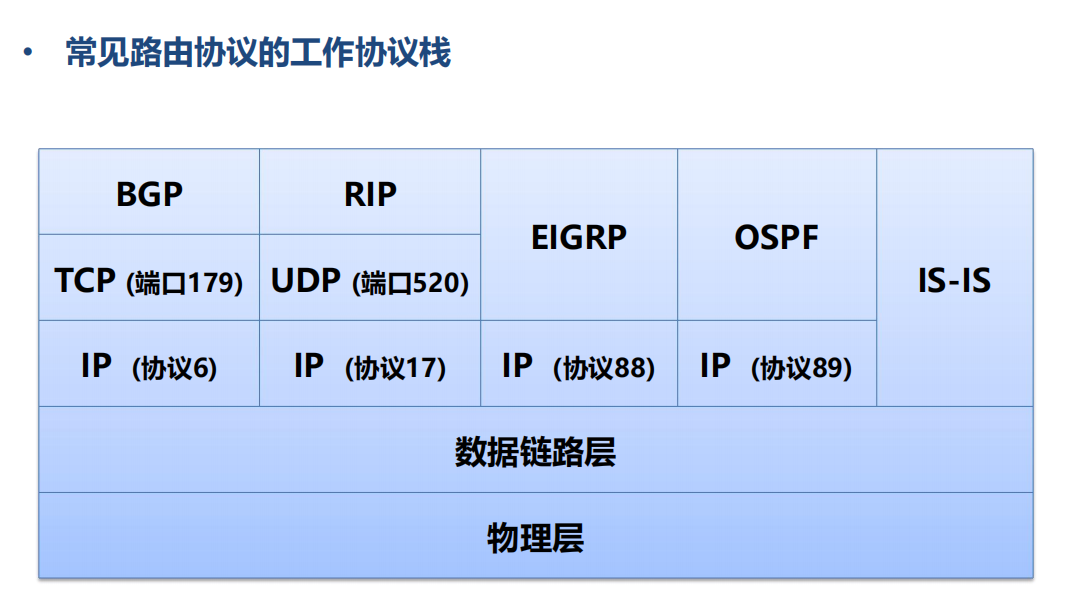 • 常见路由协议的工作协议栈
BGP
RIP
EIGRP
OSPF
IS-IS
TCP (端口179)
UDP (端口520)
IP (协议6)
IP (协议17)
IP (协议88)
IP (协议89)
数据链路层
物理层